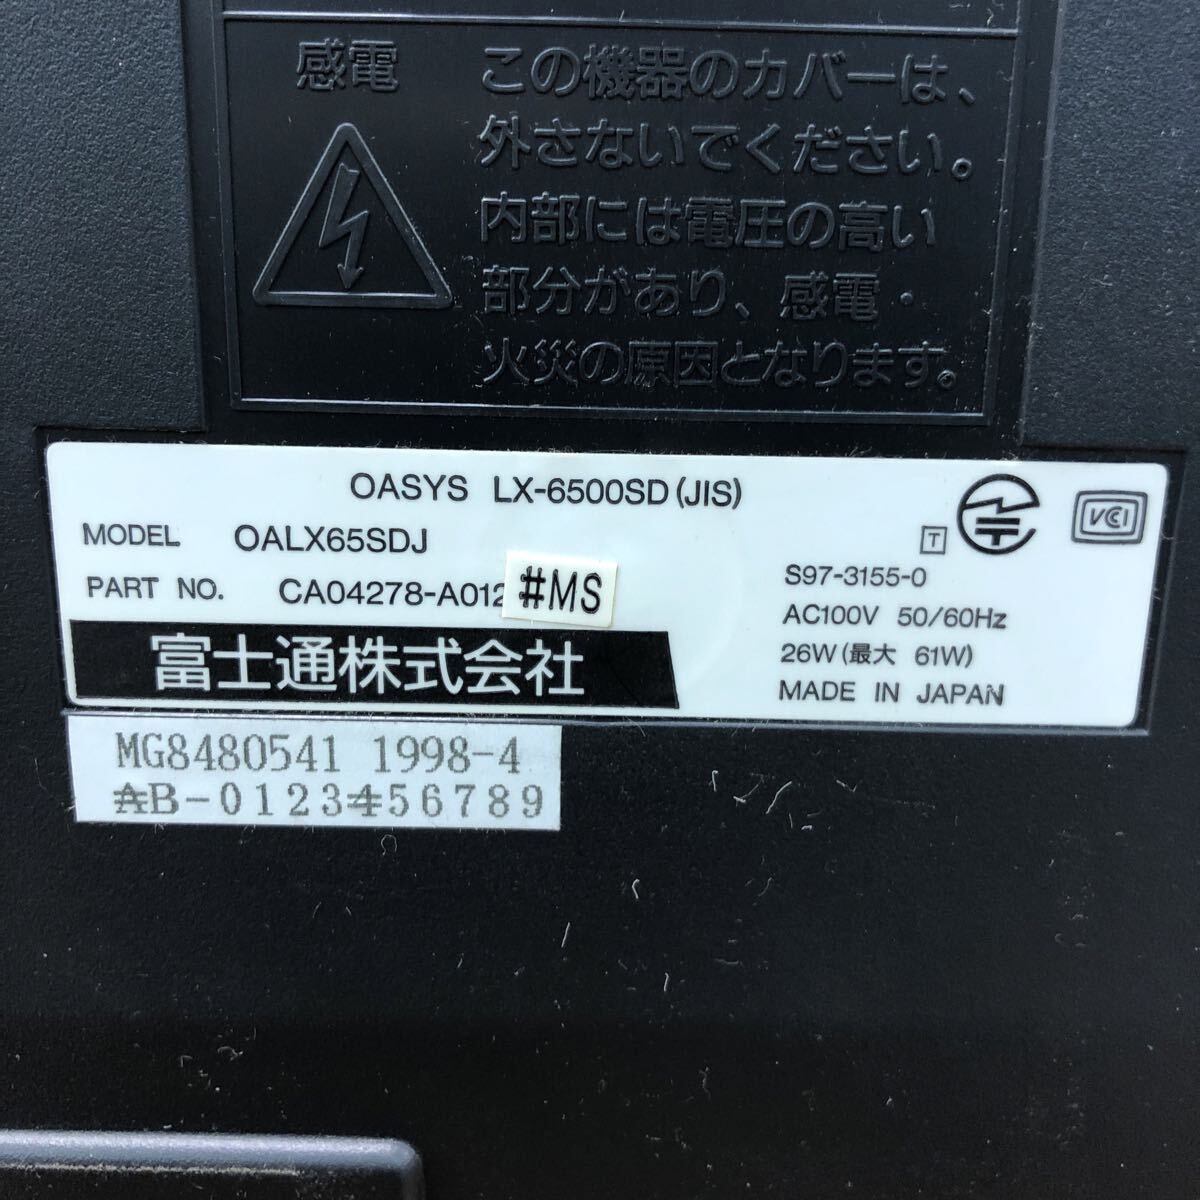 感電
この機器のカバーは、
外さないでください。
内部には電圧の高い
部分があり、感電・
火災の原因となります。
OASYS LX-6500SD(JIS)
MODEL OALX65SDJ
PART NO. CA04278-A012 #MS
富士通株式会社
T
VCI
S97-3155-0
AC100V 50/60Hz
26W(最大 61W)
MADE IN JAPAN
MG8480541 1998-4
AB-0123456789